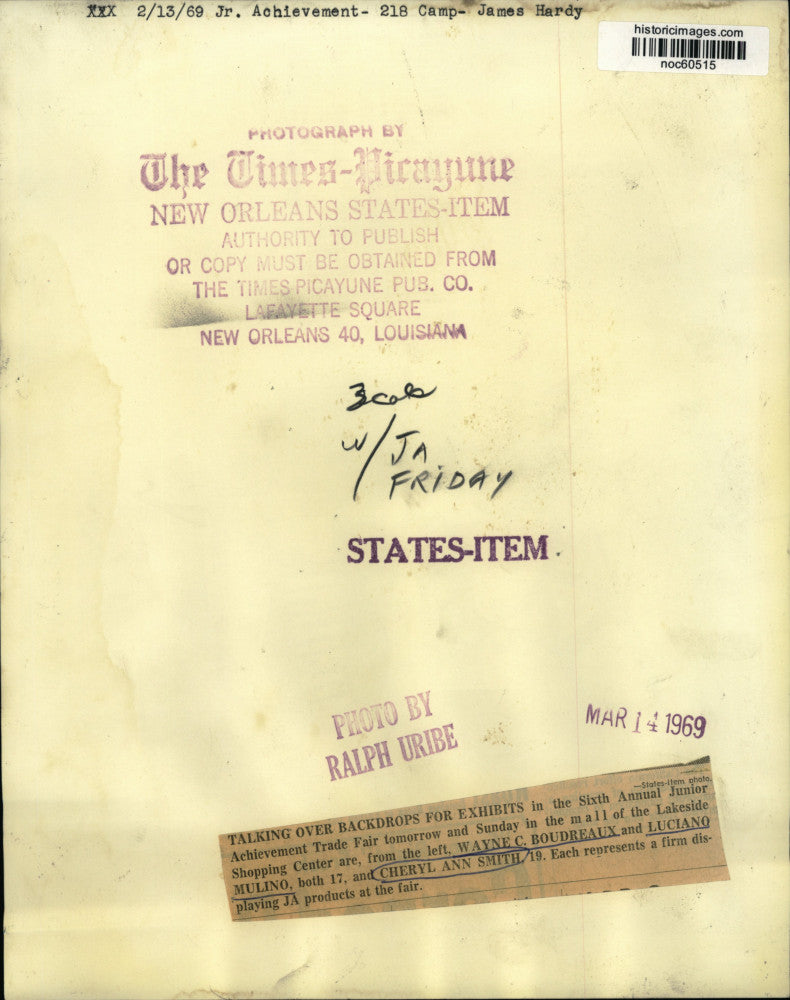 XXX 2/13/69 Jr. Achievement- 218 Camp- James Hardy
historicimages.com
noc60515
PHOTOGRAPH BY
The Times-Picayune
NEW ORLEANS STATES-ITEM
AUTHORITY TO PUBLISH
OR COPY MUST BE OBTAINED FROM
THE TIMES PICAYUNE PUB. CO.
LAFAYETTE SQUARE
NEW ORLEANS 40, LOUISIANA
3 cols
w/ JA
FRIDAY
STATES-ITEM
PHOTO BY
RALPH URIBE
MAR 14 1969
—States-Item photo.
TALKING OVER BACKDROPS FOR EXHIBITS in the Sixth Annual Junior
Achievement Trade Fair tomorrow and Sunday in the mall of the Lakeside
Shopping Center are, from the left, WAYNE C. BOUDREAUX and LUCIANO
MULINO, both 17, and CHERYL ANN SMITH, 19. Each represents a firm dis-
playing JA products at the fair.